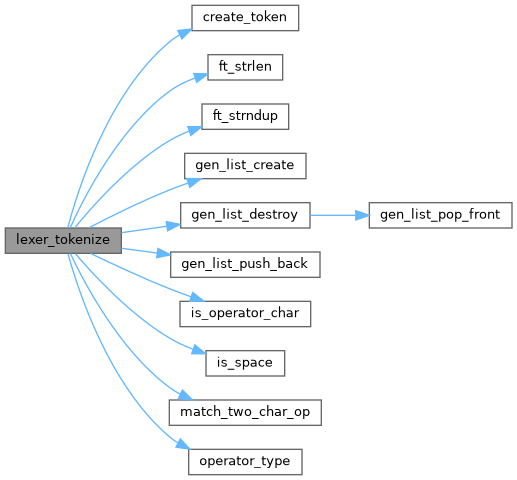 create_token
ft_strlen
ft_strndup
gen_list_create
gen_list_destroy
gen_list_pop_front
lexer_tokenize
gen_list_push_back
is_operator_char
is_space
match_two_char_op
operator_type